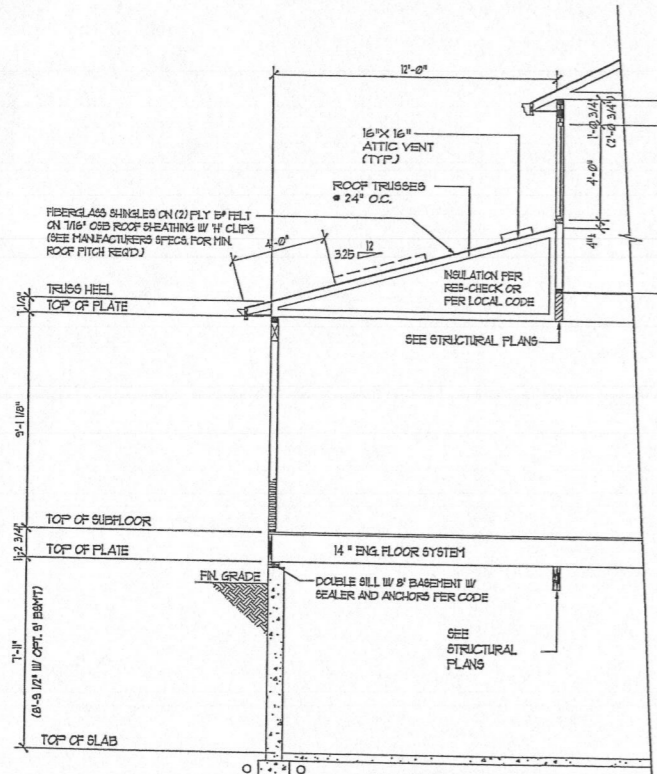 12'-0"
1'-0 3/4"
(2'-0 3/4")
4'-0"
16"X 16"
ATTIC VENT
(TYP.)
ROOF TRUSSES
@ 24" O.C.
FIBERGLASS SHINGLES ON (2) PLY 15# FELT
ON 7/16" OSB ROOF SHEATHING W/ 'H' CLIPS
(SEE MANUFACTURERS SPECS. FOR MIN.
ROOF PITCH REQ'D.)
12
3.25
INSULATION PER
RES-CHECK OR
PER LOCAL CODE
TRUSS HEEL
TOP OF PLATE
SEE STRUCTURAL PLANS
9'-1 1/8"
TOP OF SUBFLOOR
1'-2 3/4"
TOP OF PLATE
14 " ENG. FLOOR SYSTEM
FIN. GRADE
DOUBLE SILL W/ 8' BASEMENT W/
SEALER AND ANCHORS PER CODE
SEE
STRUCTURAL
PLANS
7'-11"
(8'-9 1/2" W/ OPT. 9' BSMT)
TOP OF SLAB